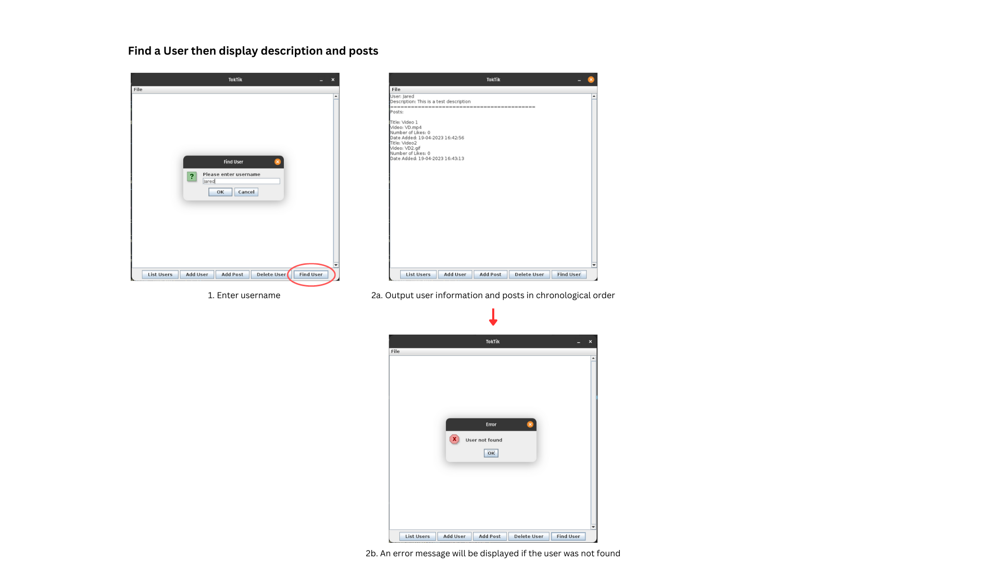 Find a User then display description and posts
TokTik
File
Find User
Please enter username
Jared
OK Cancel
List Users Add User Add Post Delete User Find User
1. Enter username
TokTik
File
User: Jared
Description: This is a test description
==========================================
Posts:
Title: Video 1
Video: VD.mp4
Number of Likes: 0
Date Added: 19-04-2023 16:42:56
Title: Video2
Video: VD2.gif
Number of Likes: 0
Date Added: 19-04-2023 16:43:13
List Users Add User Add Post Delete User Find User
2a. Output user information and posts in chronological order
TokTik
File
Error
X
User not found
OK
List Users Add User Add Post Delete User Find User
2b. An error message will be displayed if the user was not found